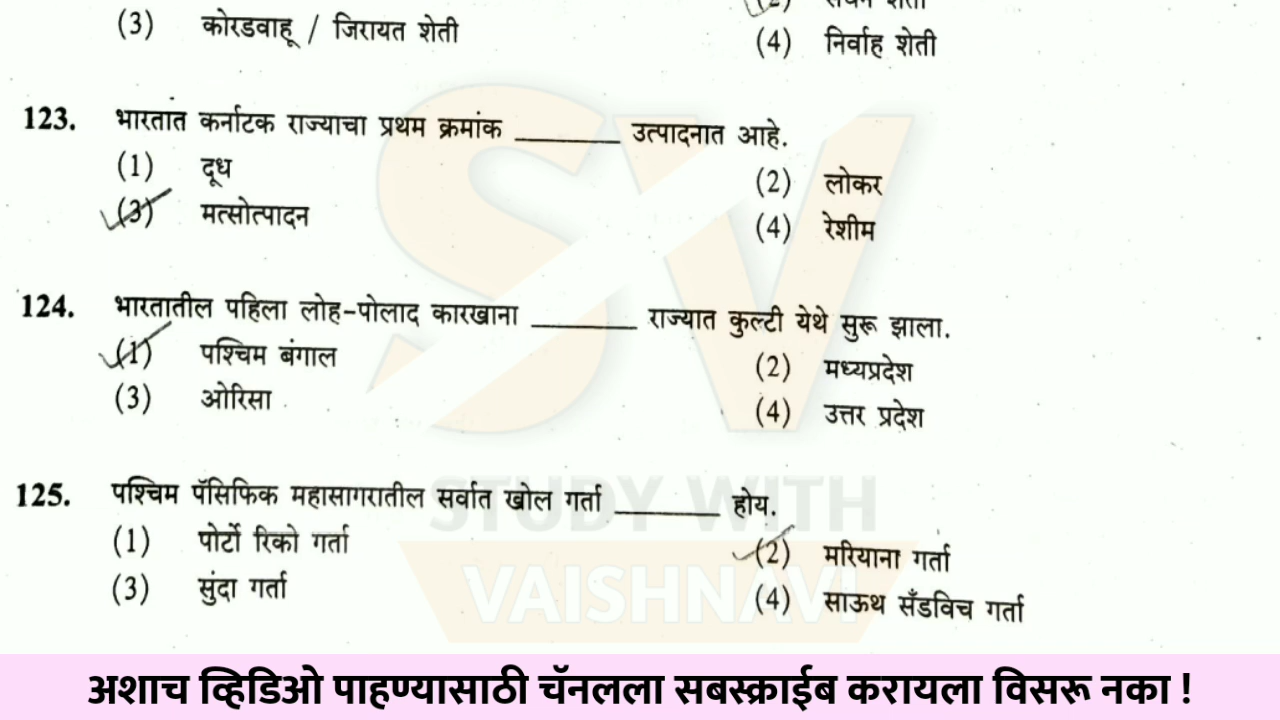 (3) कोरडवाहू / जिरायत शेती
(4) निर्वाह शेती
123. भारतात कर्नाटक राज्याचा प्रथम क्रमांक ________ उत्पादनात आहे.
(1) दूध (2) लोकर
(3) मत्सोत्पादन (4) रेशीम
124. भारतातील पहिला लोह-पोलाद कारखाना ________ राज्यात कुल्टी येथे सुरू झाला.
(1) पश्चिम बंगाल (2) मध्यप्रदेश
(3) ओरिसा (4) उत्तर प्रदेश
125. पश्चिम पॅसिफिक महासागरातील सर्वात खोल गर्ता ________ होय.
(1) पोर्टो रिको गर्ता (2) मरियाना गर्ता
(3) सुंदा गर्ता (4) साऊथ सँडविच गर्ता
SV
STUDY WITH
VAISHNAVI
अशाच व्हिडिओ पाहण्यासाठी चॅनलला सबस्क्राईब करायला विसरू नका !